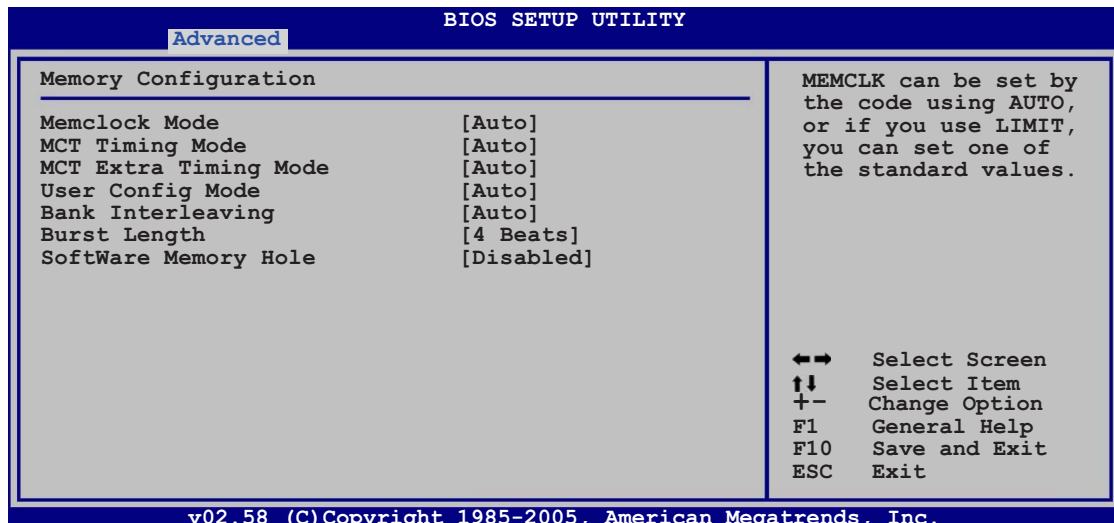 BIOS SETUP UTILITY
Advanced
Memory Configuration
Memclock Mode [Auto]
MCT Timing Mode [Auto]
MCT Extra Timing Mode [Auto]
User Config Mode [Auto]
Bank Interleaving [Auto]
Burst Length [4 Beats]
SoftWare Memory Hole [Disabled]
MEMCLK can be set by
the code using AUTO,
or if you use LIMIT,
you can set one of
the standard values.
←→ Select Screen
↑↓ Select Item
+- Change Option
F1 General Help
F10 Save and Exit
ESC Exit
v02.58 (C)Copyright 1985-2005, American Megatrends, Inc.